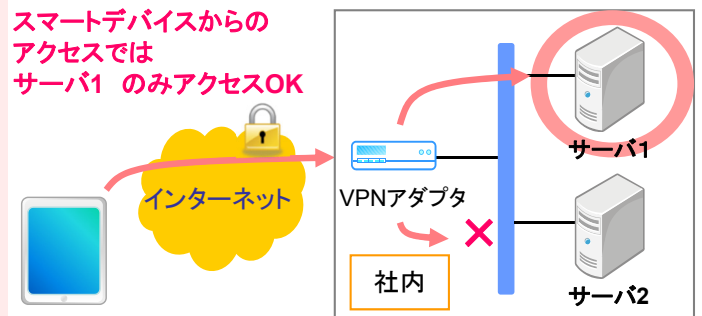 スマートデバイスからの
アクセスでは
サーバ1 のみアクセスOK
インターネット
VPNアダプタ
社内
サーバ1
サーバ2